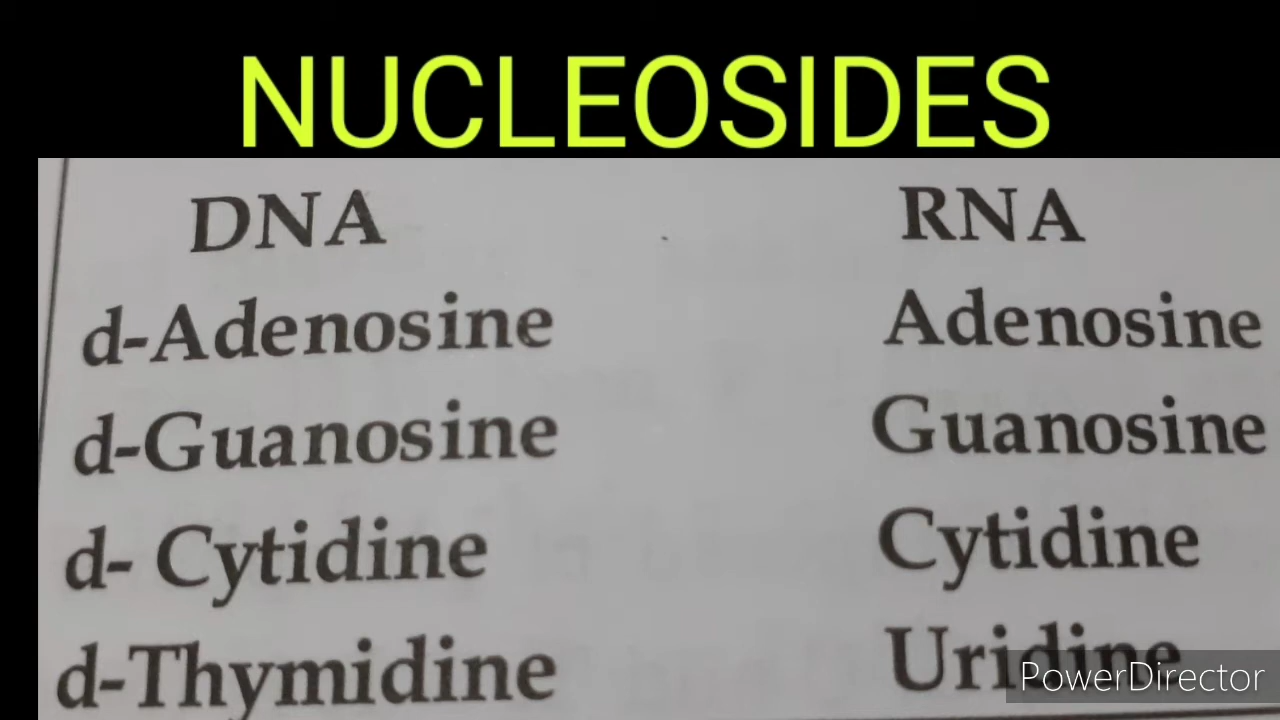 NUCLEOSIDES
DNA RNA
d-Adenosine Adenosine
d-Guanosine Guanosine
d- Cytidine Cytidine
d-Thymidine Uridine
PowerDirector